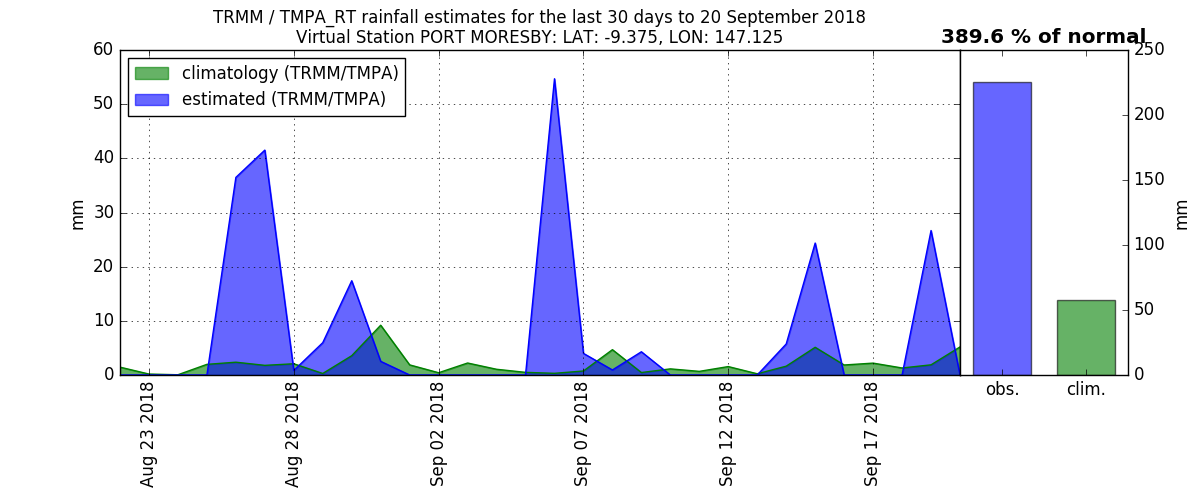 TRMM / TMPA_RT rainfall estimates for the last 30 days to 20 September 2018
Virtual Station PORT MORESBY: LAT: -9.375, LON: 147.125
389.6 % of normal
climatology (TRMM/TMPA)
estimated (TRMM/TMPA)
60
50
40
30
20
10
0
mm
Aug 23 2018
Aug 28 2018
Sep 02 2018
Sep 07 2018
Sep 12 2018
Sep 17 2018
obs.
clim.
250
200
150
100
50
0
mm